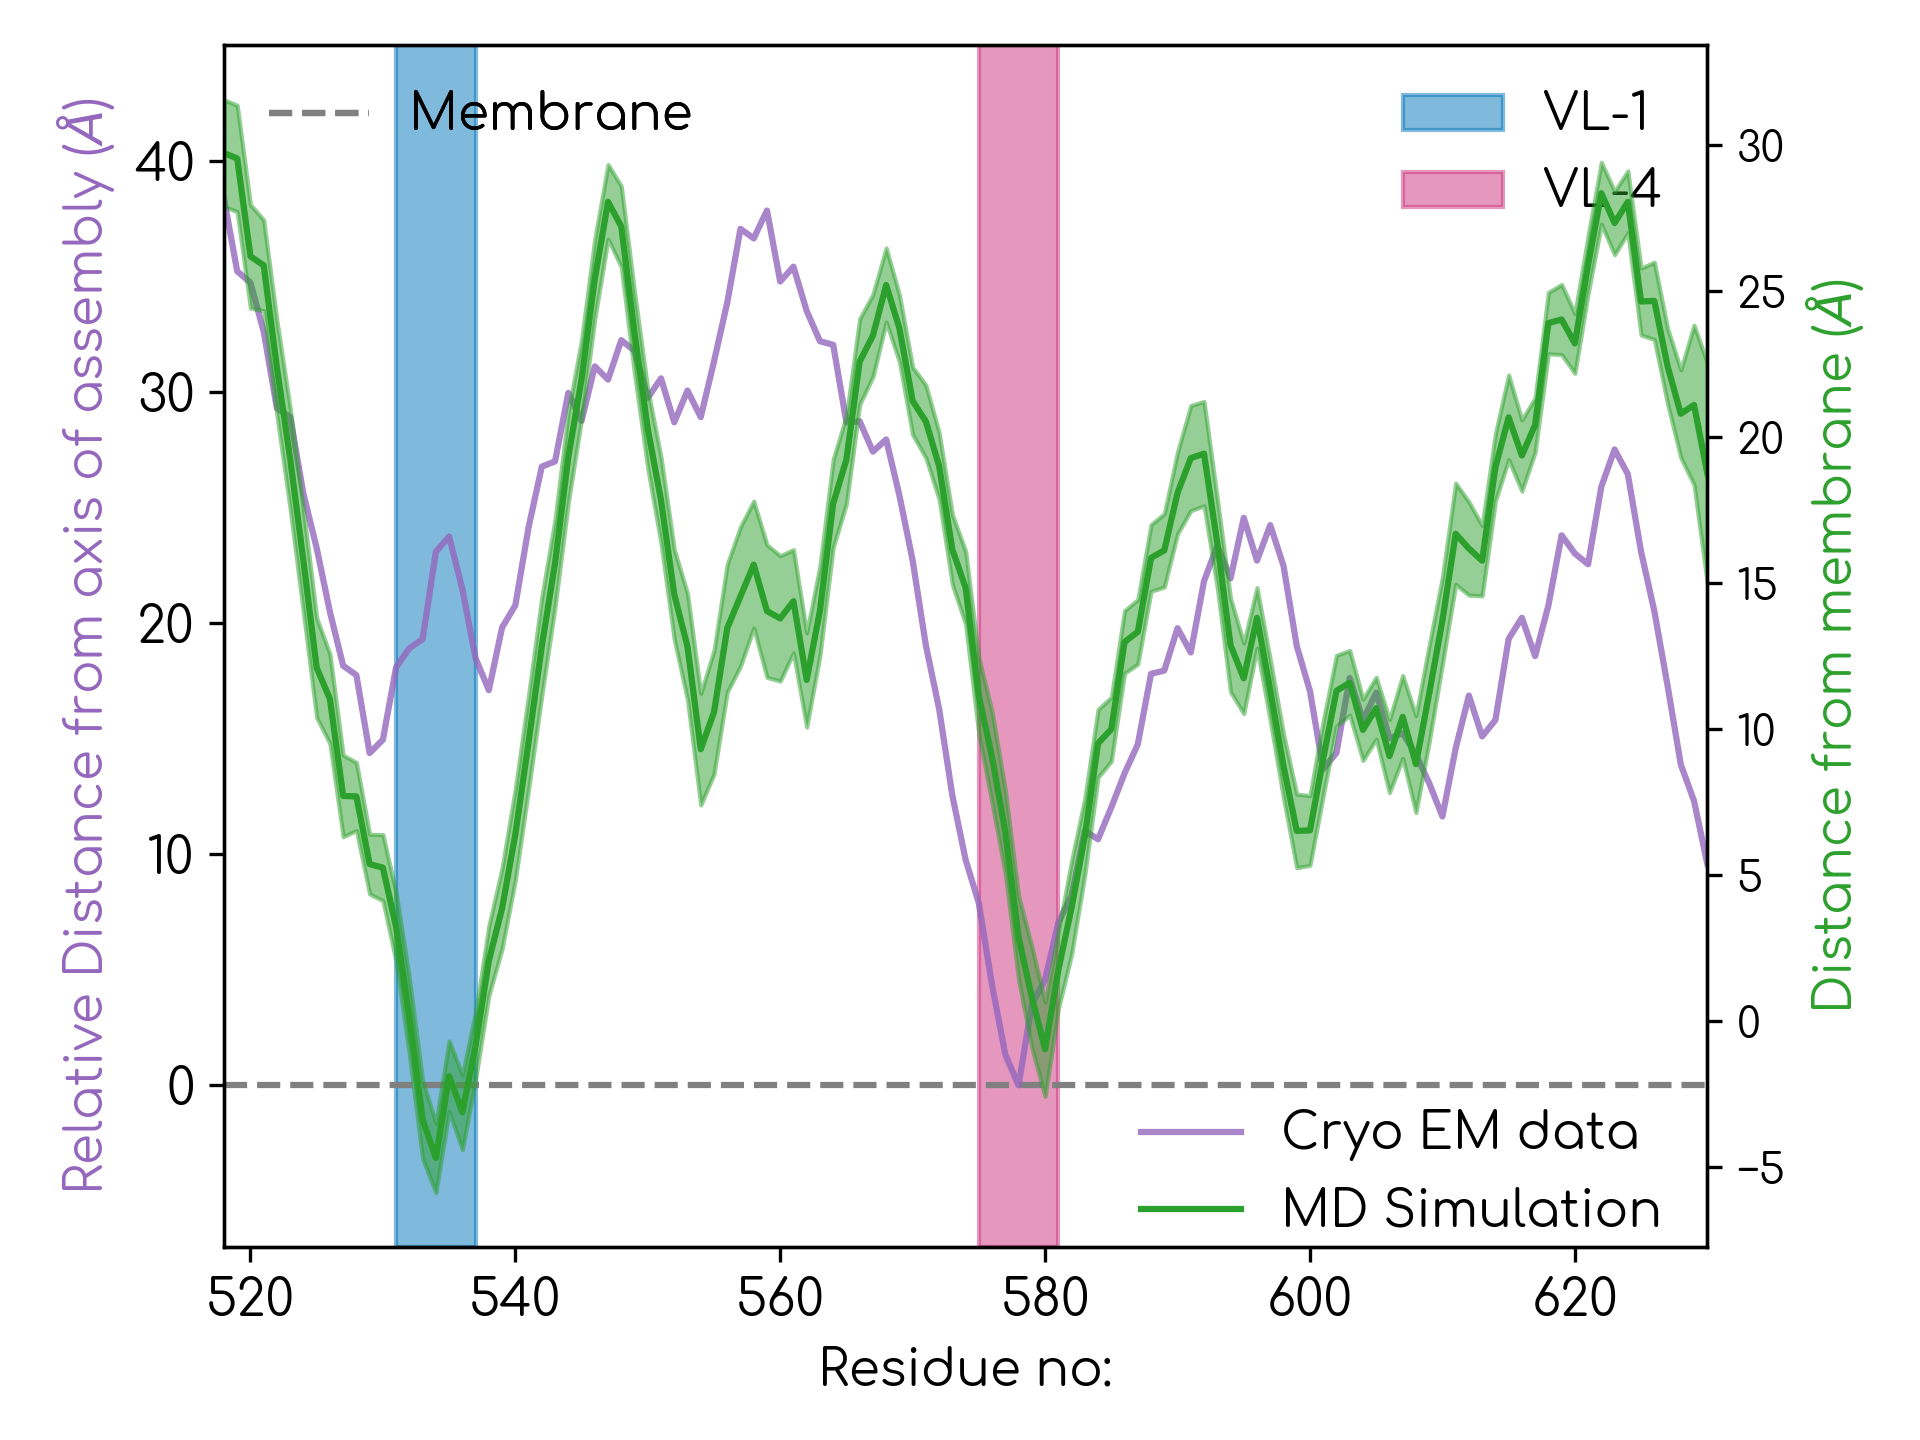 Relative Distance from axis of assembly (Å)
40
30
20
10
0
Membrane
VL-1
VL-4
Cryo EM data
MD Simulation
30
25
20
15
10
5
0
−5
Distance from membrane (Å)
520
540
560
580
600
620
Residue no: